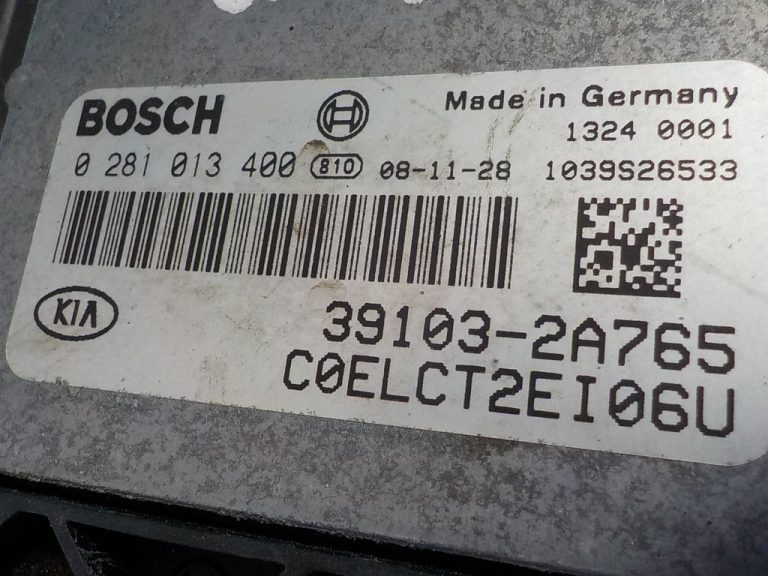 BOSCH
Made in Germany
1324 0001
0 281 013 400 810 08-11-28 1039S26533
KIA
39103-2A765
C0ELCT2EI06U